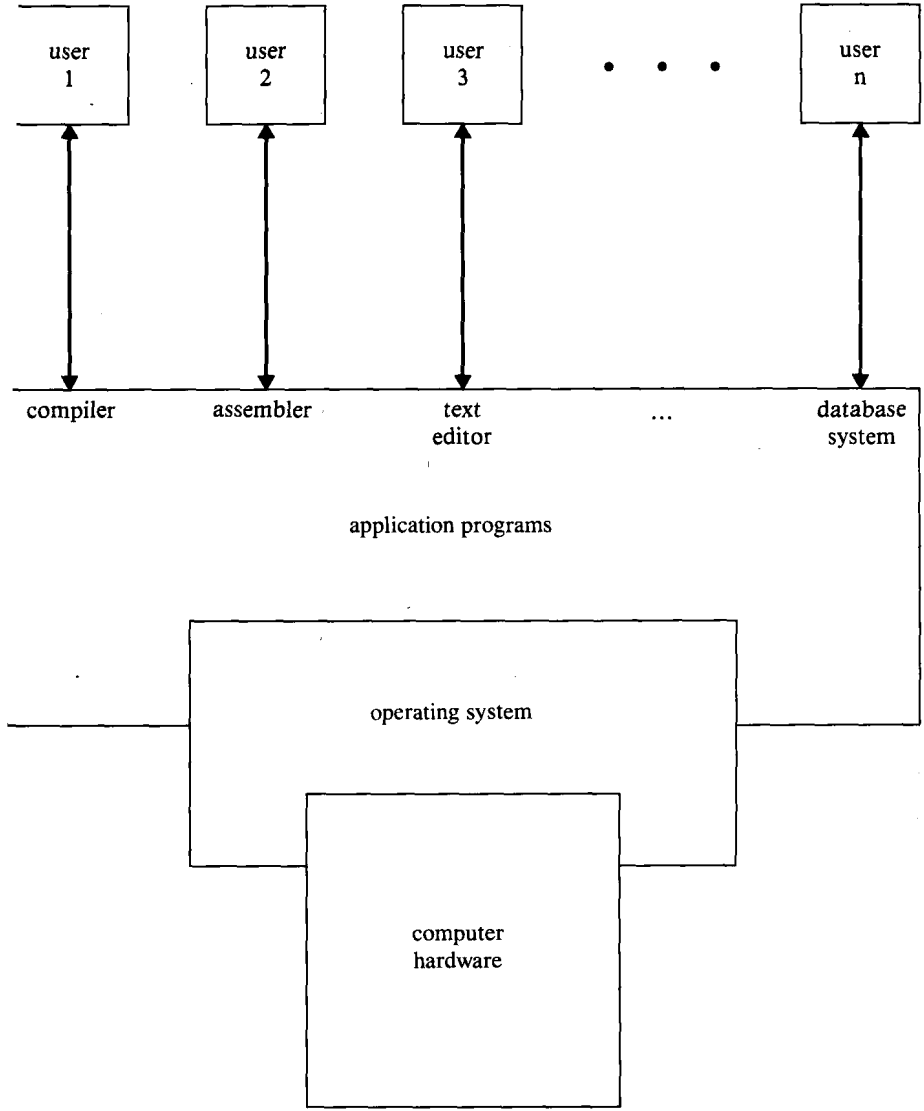 user
1
user
2
user
3
• • •
user
n
compiler
assembler
text
editor
...
database
system
application programs
operating system
computer
hardware